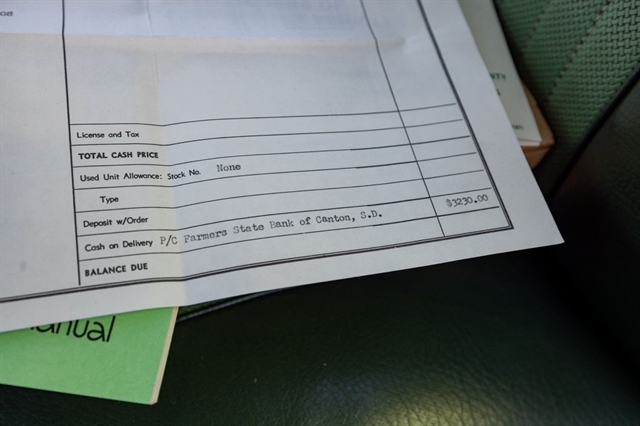 License and Tax
TOTAL CASH PRICE
Used Unit Allowance: Stock No. None
Type
Deposit w/Order
Cash on Delivery P/C Farmers State Bank of Canton, S.D. $3230.00
BALANCE DUE
anual